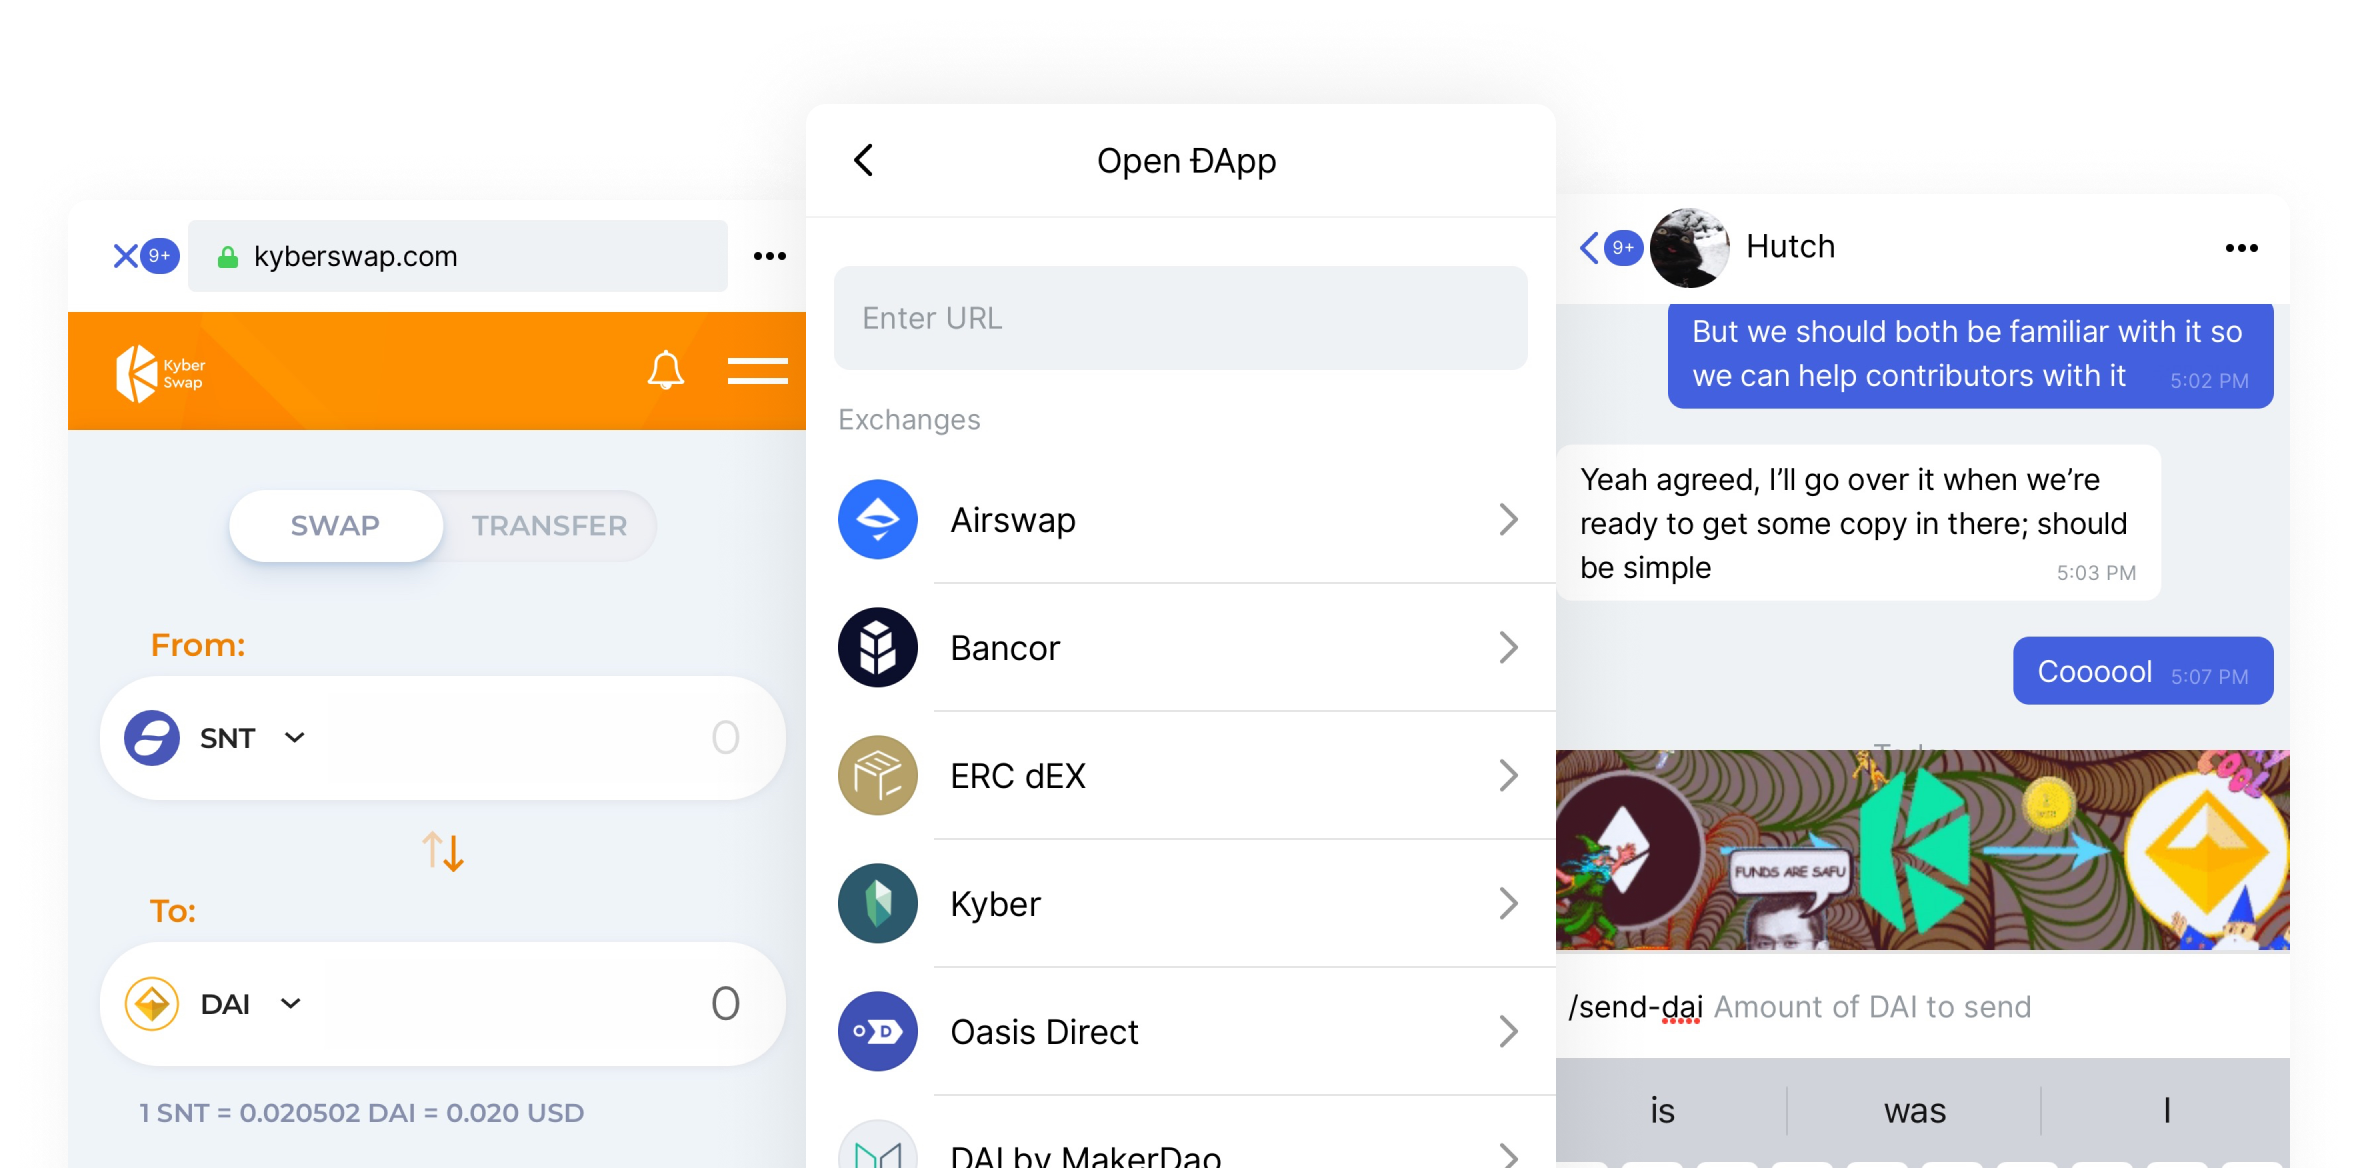 9+
kyberswap.com
Kyber
Swap
SWAP
TRANSFER
From:
SNT
0
To:
DAI
0
1 SNT = 0.020502 DAI = 0.020 USD
Open ĐApp
Enter URL
Exchanges
Airswap
Bancor
ERC dEX
Kyber
Oasis Direct
D
DAI by MakerDao
9+
Hutch
But we should both be familiar with it so
we can help contributors with it
5:02 PM
Yeah agreed, I’ll go over it when we’re
ready to get some copy in there; should
be simple
5:03 PM
Coooool
5:07 PM
COOL
FUNDS ARE SAFU
/send-dai Amount of DAI to send
is
was
I